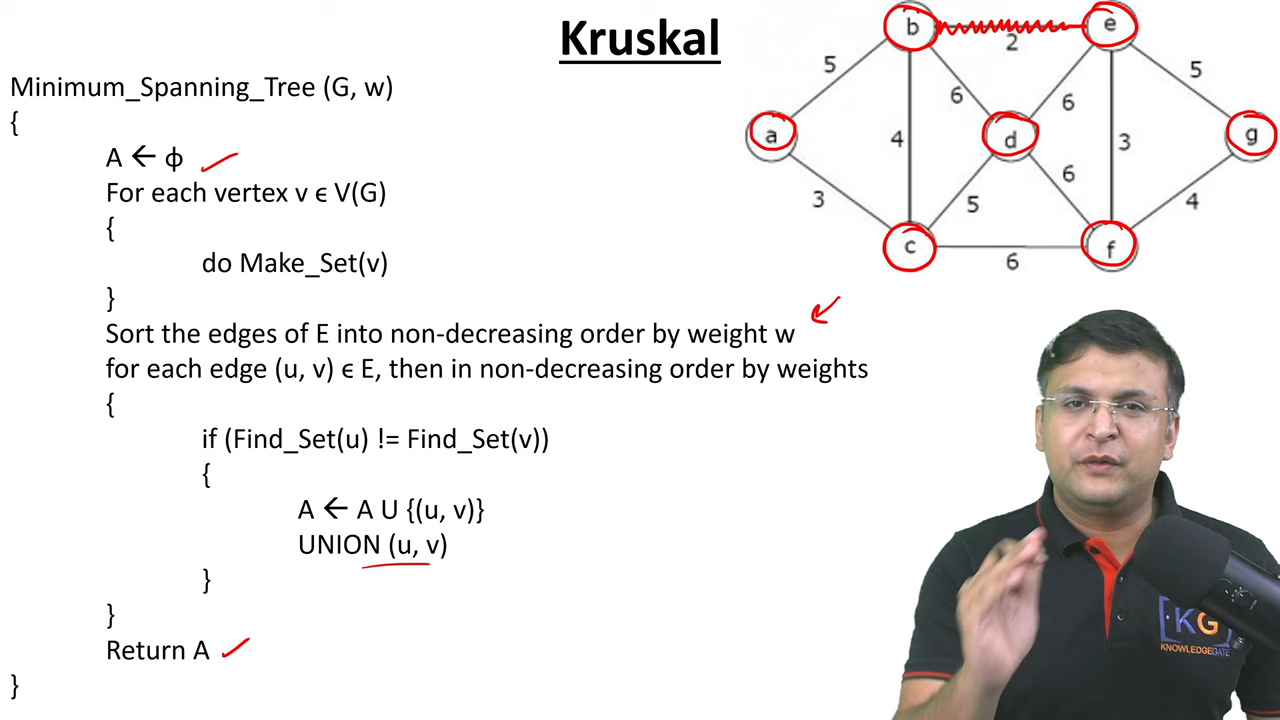 Kruskal
Minimum_Spanning_Tree (G, w)
{
A ← ϕ
For each vertex v ϵ V(G)
{
do Make_Set(v)
}
Sort the edges of E into non-decreasing order by weight w
for each edge (u, v) ϵ E, then in non-decreasing order by weights
{
if (Find_Set(u) != Find_Set(v))
{
A ← A U {(u, v)}
UNION (u, v)
}
}
Return A
}
b
2
e
5
6
6
5
a
4
d
3
g
3
5
6
4
c
6
f
KG
KNOWLEDGEGATE